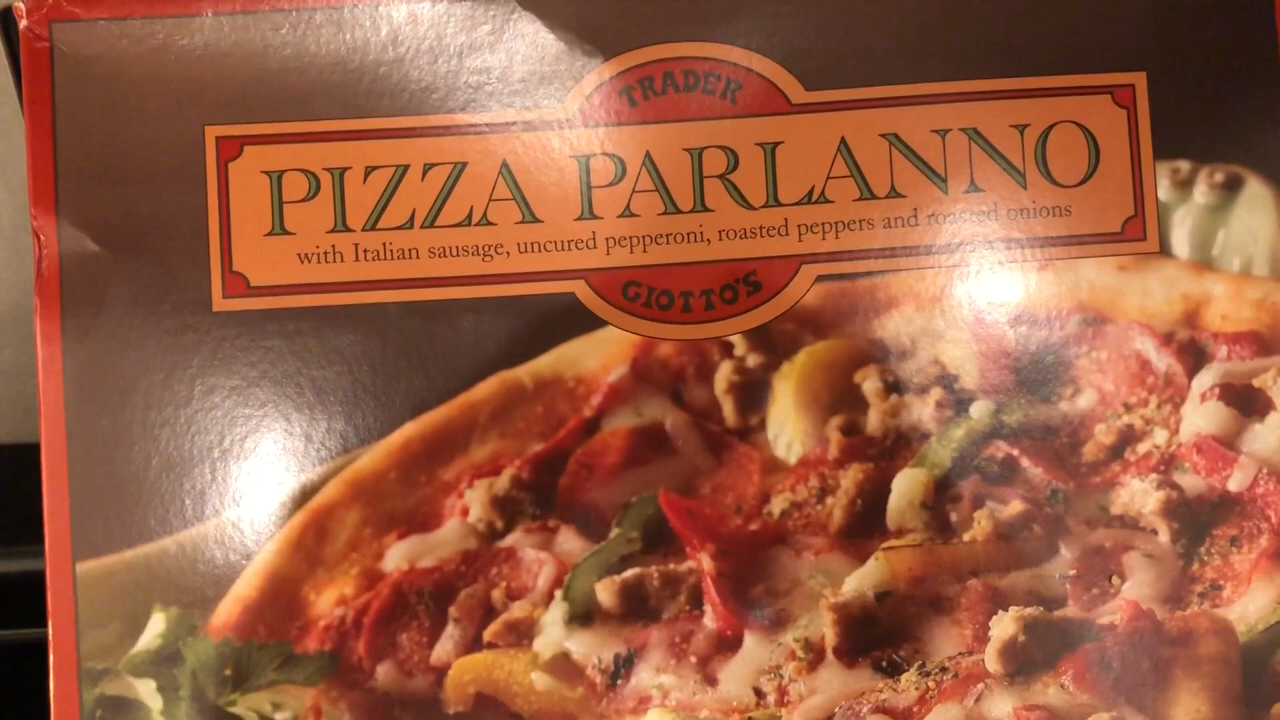 TRADER
PIZZA PARLANNO
with Italian sausage, uncured pepperoni, roasted peppers and roasted onions
GIOTTO'S